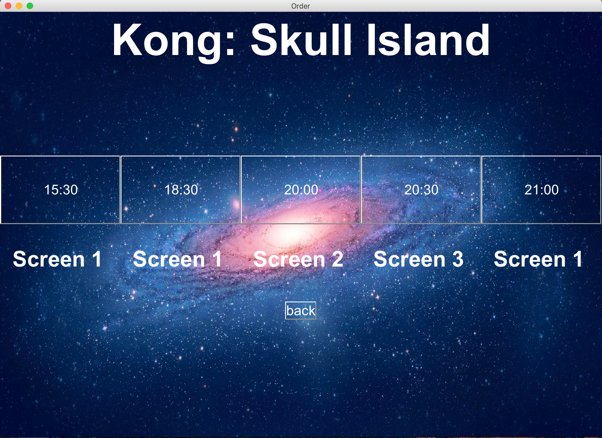 Order
Kong: Skull Island
15:30 18:30 20:00 20:30 21:00
Screen 1 Screen 1 Screen 2 Screen 3 Screen 1
back